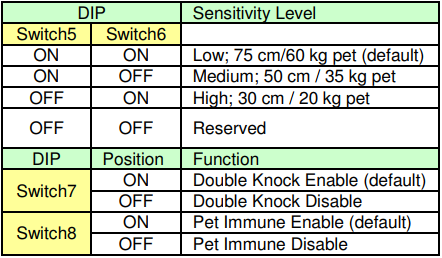 DIP Sensitivity Level
Switch5 Switch6
ON ON Low; 75 cm/60 kg pet (default)
ON OFF Medium; 50 cm / 35 kg pet
OFF ON High; 30 cm / 20 kg pet
OFF OFF Reserved
DIP Position Function
Switch7 ON Double Knock Enable (default)
OFF Double Knock Disable
Switch8 ON Pet Immune Enable (default)
OFF Pet Immune Disable